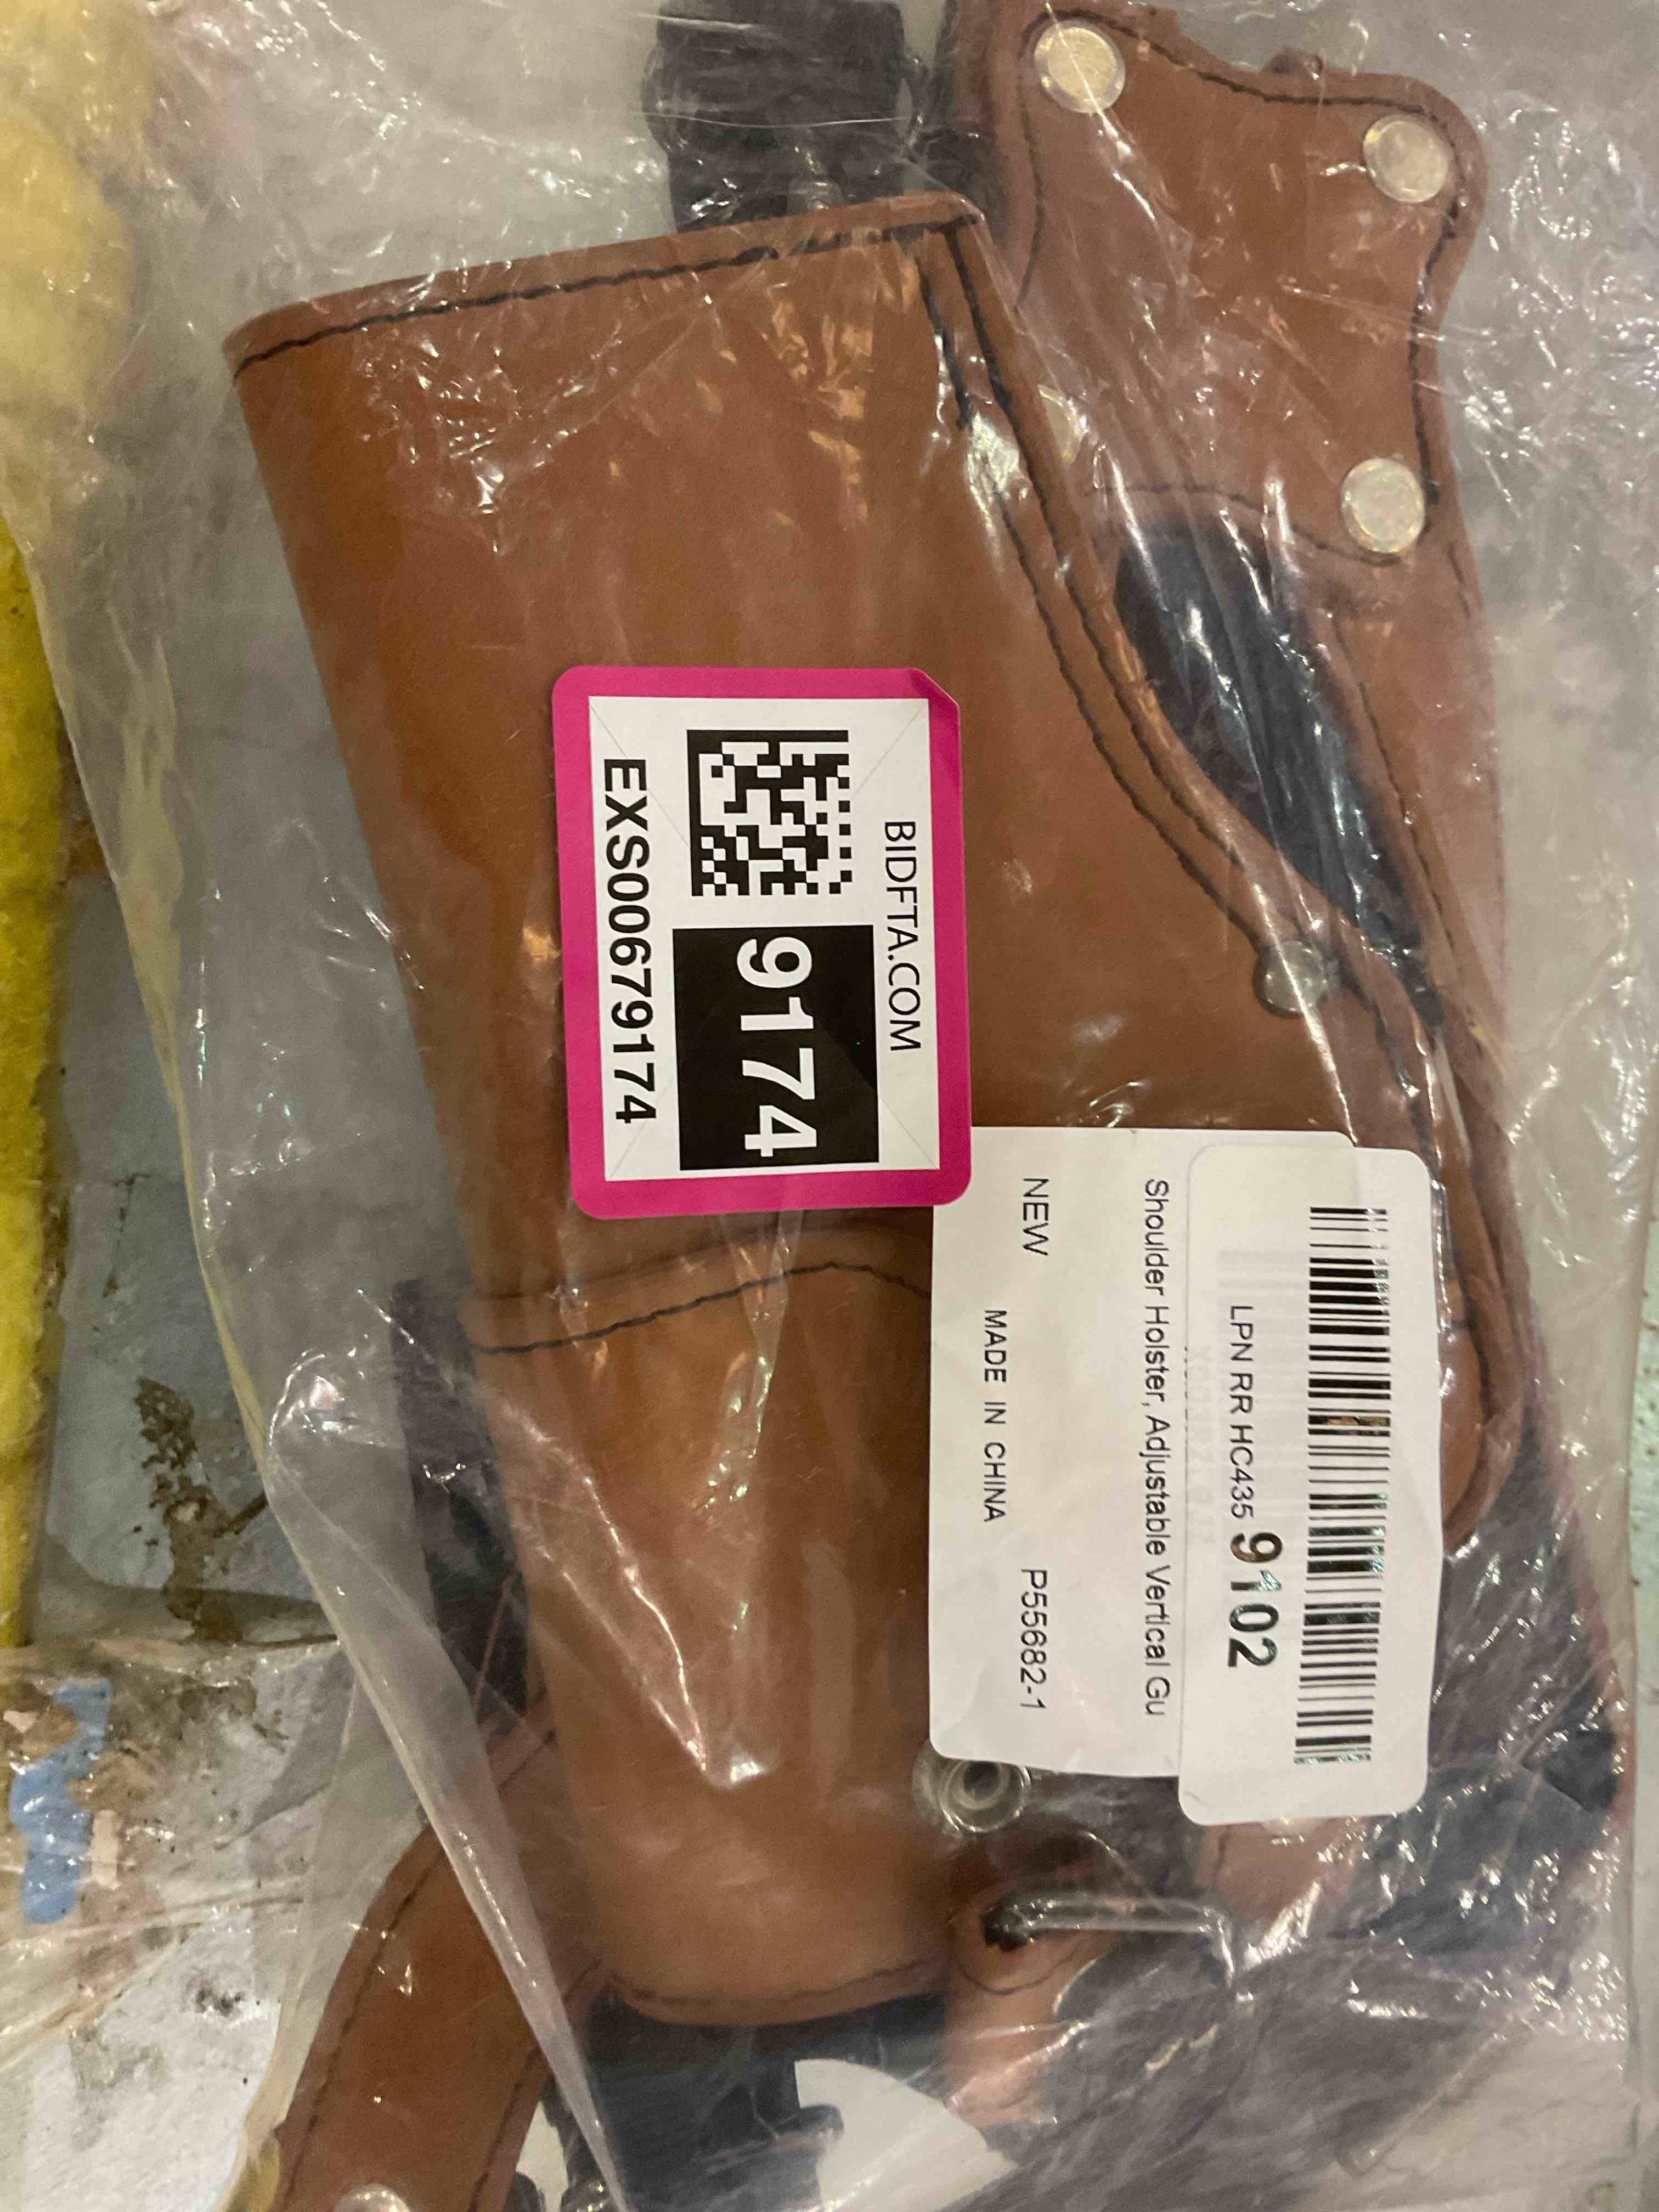 BIDFTA.COM
9174
EXS00679174
LPN RR HC435 9102
Shoulder Holster, Adjustable Vertical Gu
NEW
P55682-1
MADE IN CHINA